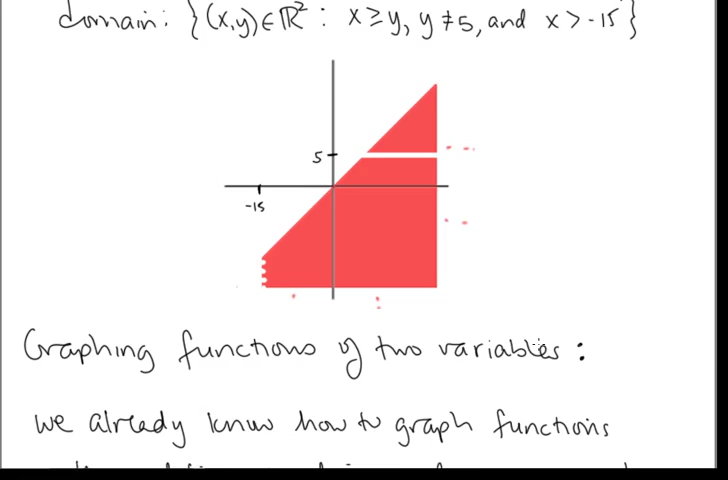 domain: {(x,y)∈ℝ² : x≥y, y≠5, and x>-15}
5
-15
Graphing functions of two variables:
we already know how to graph functions